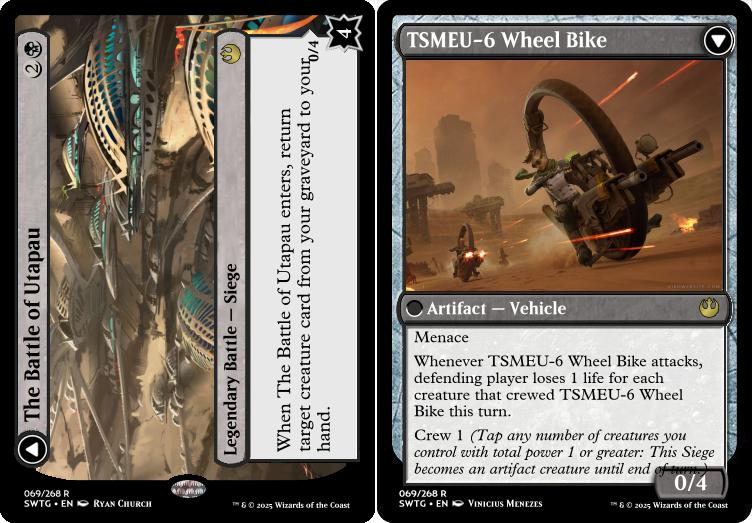 The Battle of Utapau
2
Legendary Battle — Siege
When The Battle of Utapau enters, return
target creature card from your graveyard to your
hand.
0/4
4
069/268 R
SWTG • EN RYAN CHURCH
™ & © 2025 Wizards of the Coast
TSMEU-6 Wheel Bike
Artifact — Vehicle
Menace
Whenever TSMEU-6 Wheel Bike attacks,
defending player loses 1 life for each
creature that crewed TSMEU-6 Wheel
Bike this turn.
Crew 1 (Tap any number of creatures you
control with total power 1 or greater: This Siege
becomes an artifact creature until end of turn.)
0/4
069/268 R
SWTG • EN VINICIUS MENEZES
™ & © 2025 Wizards of the Coast